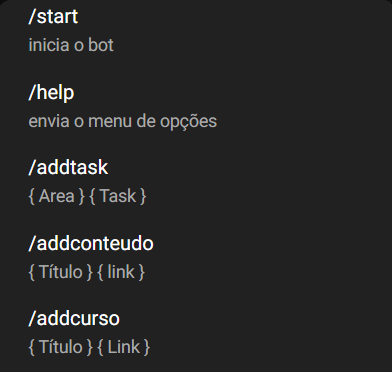 /start
inicia o bot
/help
envia o menu de opções
/addtask
{ Area } { Task }
/addconteudo
{ Título } { link }
/addcurso
{ Título } { Link }